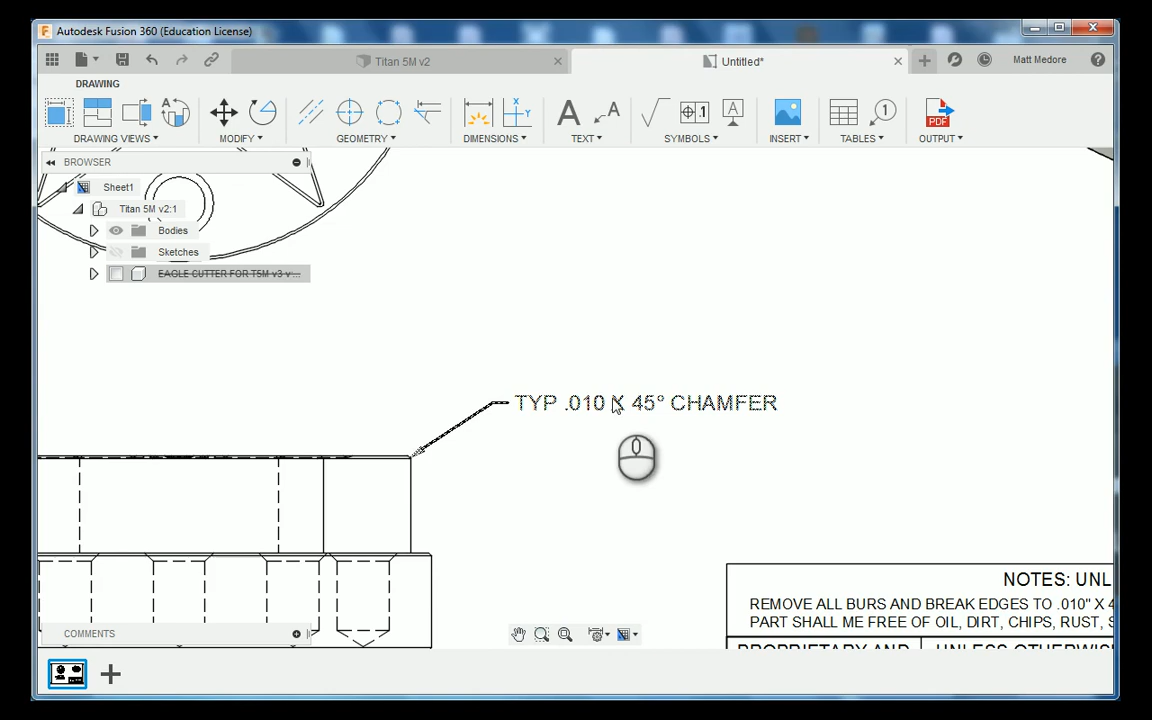 Autodesk Fusion 360 (Education License)
Titan 5M v2
Untitled*
Matt Medore
DRAWING
DRAWING VIEWS
MODIFY
GEOMETRY
DIMENSIONS
TEXT
SYMBOLS
INSERT
TABLES
OUTPUT
BROWSER
Sheet1
Titan 5M v2:1
Bodies
Sketches
EAGLE CUTTER FOR T5M v3 v:...
TYP .010 X 45° CHAMFER
NOTES: UNL
REMOVE ALL BURS AND BREAK EDGES TO .010" X 4
PART SHALL ME FREE OF OIL, DIRT, CHIPS, RUST, S
PROPRIETARY AND
UNLESS OTHERWIS
COMMENTS